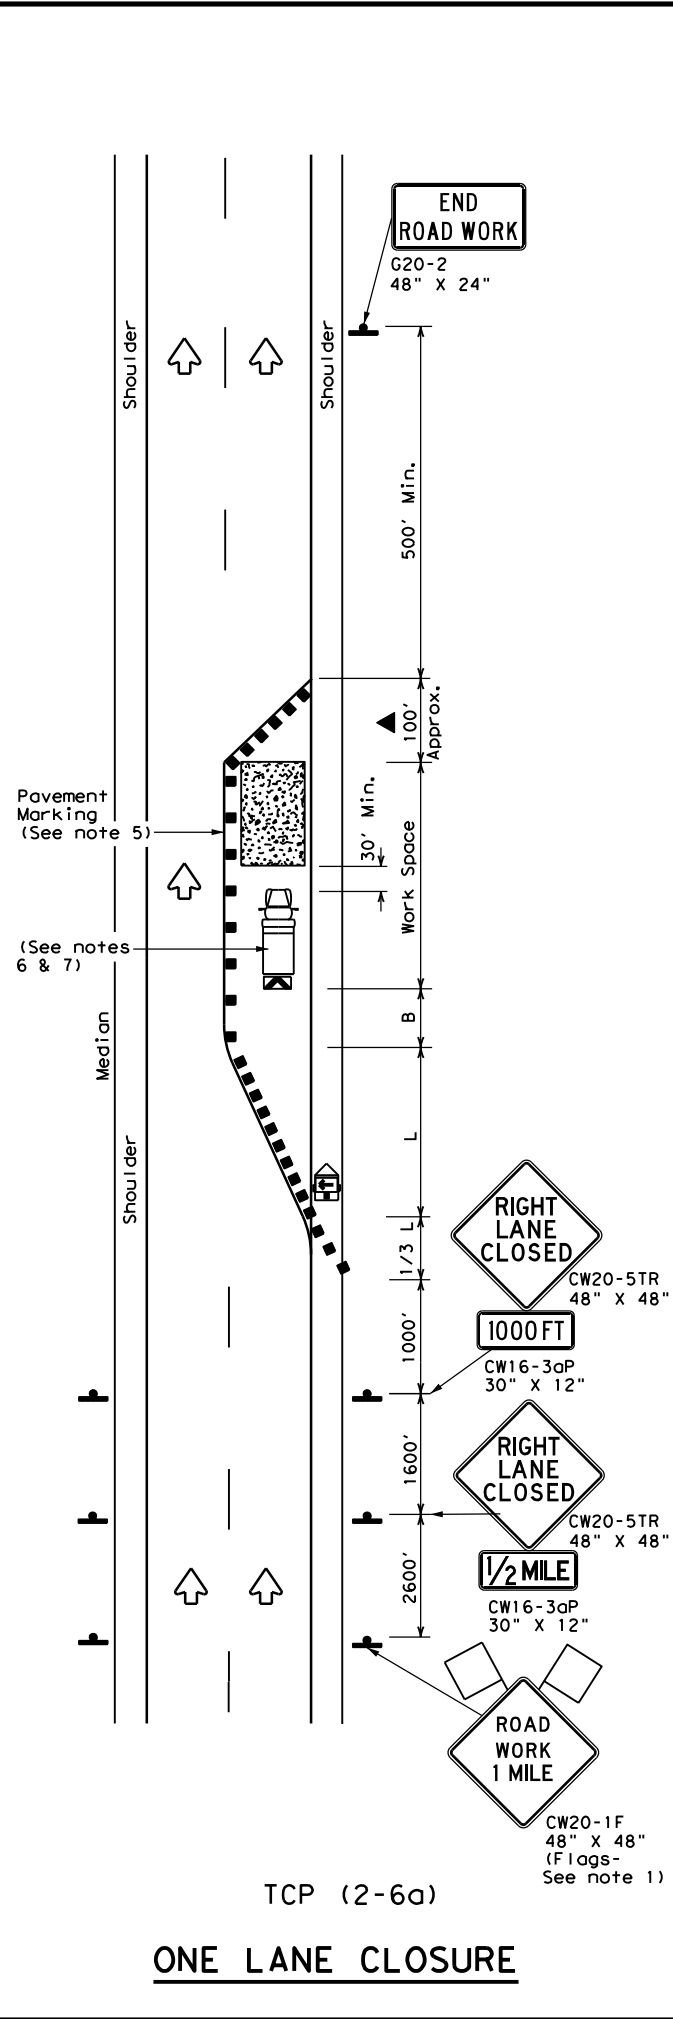 END
ROAD WORK
G20-2
48" X 24"
Shoulder
Shoulder
500' Min.
100'
Approx.
30' Min.
Pavement
Marking
(See note 5)
Work Space
(See notes
6 & 7)
B
Median
Shoulder
L
1/3 L
RIGHT
LANE
CLOSED
CW20-5TR
48" X 48"
1000 FT
1000'
CW16-3aP
30" X 12"
1600'
RIGHT
LANE
CLOSED
CW20-5TR
48" X 48"
1/2 MILE
2600'
CW16-3aP
30" X 12"
ROAD
WORK
1 MILE
CW20-1F
48" X 48"
(Flags-
See note 1)
TCP (2-6a)
ONE LANE CLOSURE